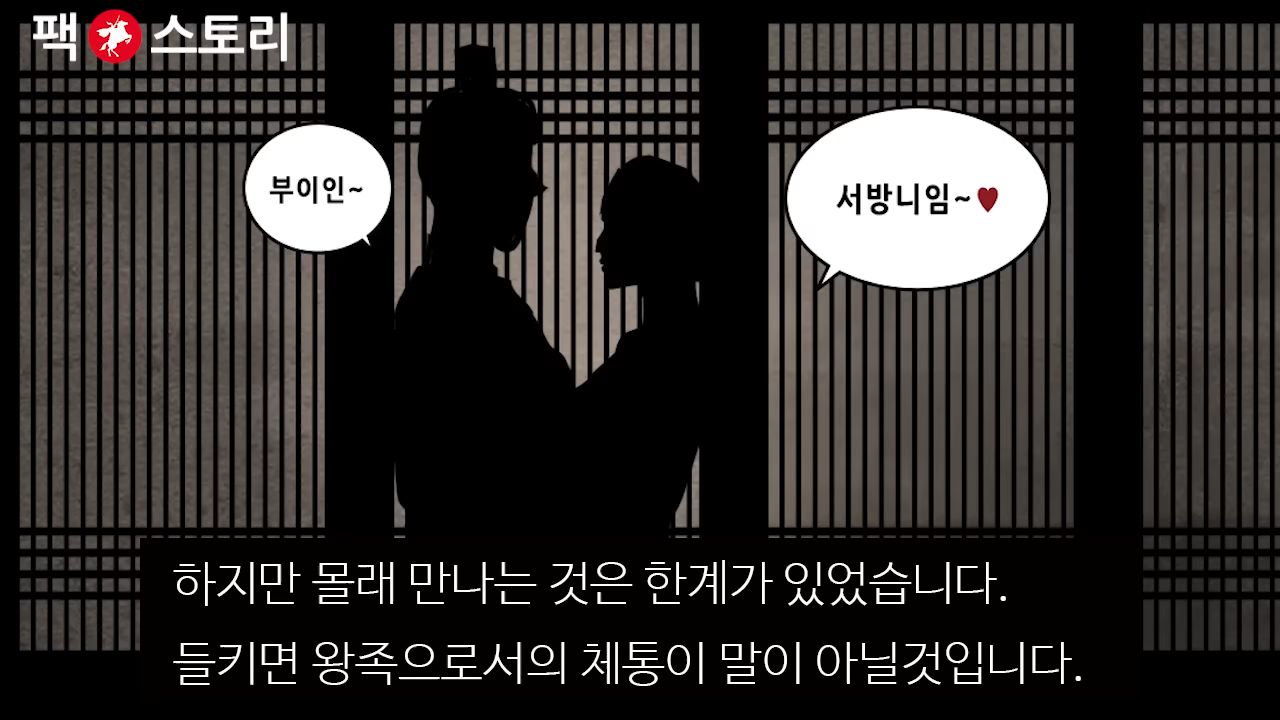 팩 스토리
부이인~
서방니임~♥
하지만 몰래 만나는 것은 한계가 있었습니다.
들키면 왕족으로서의 체통이 말이 아닐것입니다.